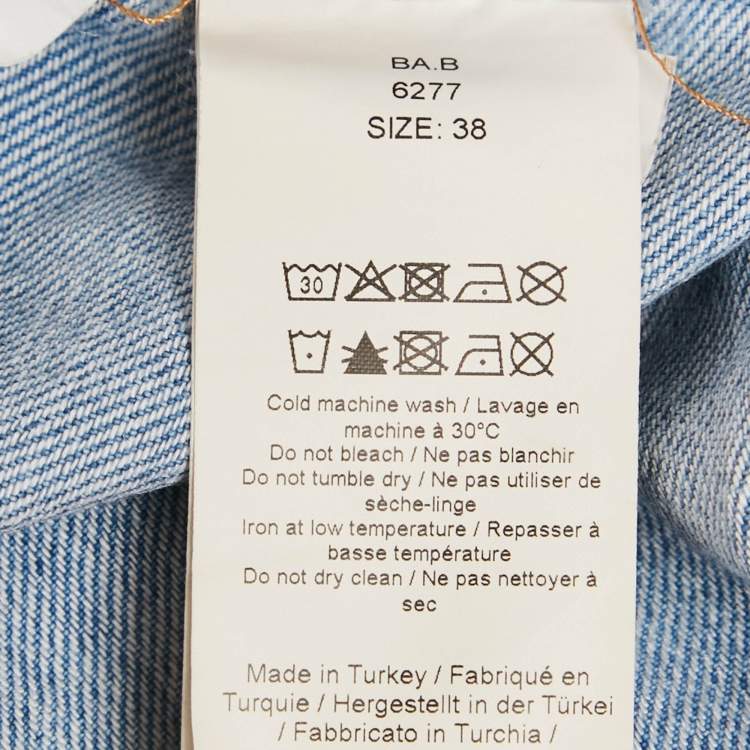 BA.B
6277
SIZE: 38
30
Cold machine wash / Lavage en
machine à 30°C
Do not bleach / Ne pas blanchir
Do not tumble dry / Ne pas utiliser de
sèche-linge
Iron at low temperature / Repasser à
basse température
Do not dry clean / Ne pas nettoyer à
sec
Made in Turkey / Fabriqué en
Turquie / Hergestellt in der Türkei
/ Fabbricato in Turchia /